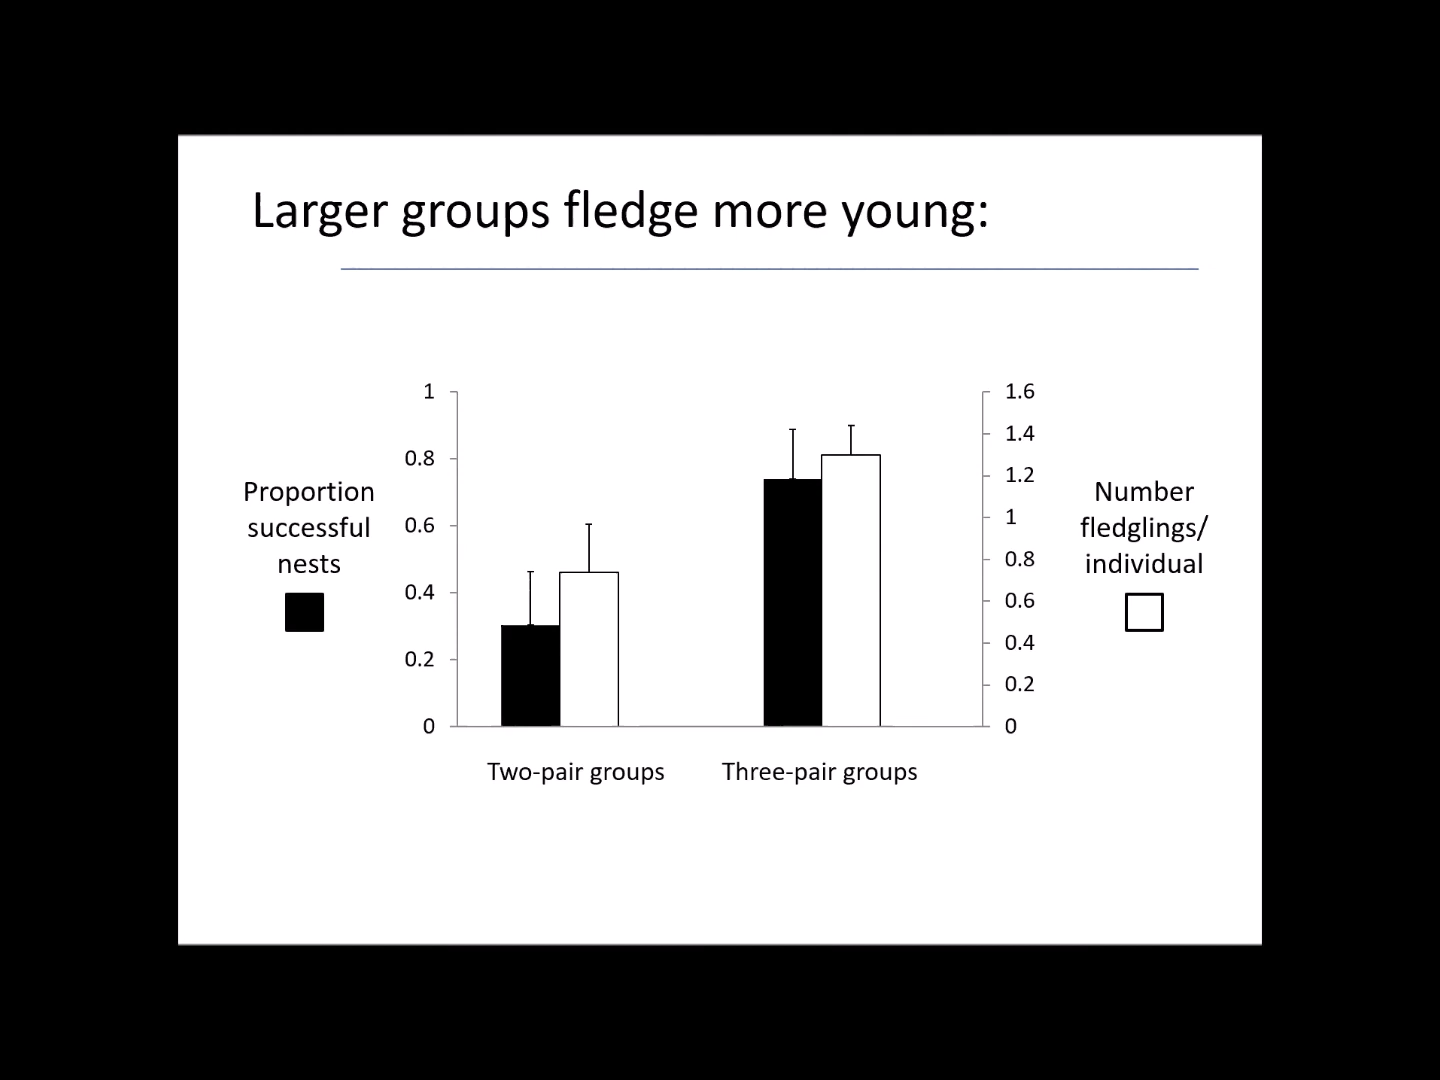 Larger groups fledge more young:
Proportion
successful
nests
1
0.8
0.6
0.4
0.2
0
1.6
1.4
1.2
1
0.8
0.6
0.4
0.2
0
Number
fledglings/
individual
Two-pair groups
Three-pair groups